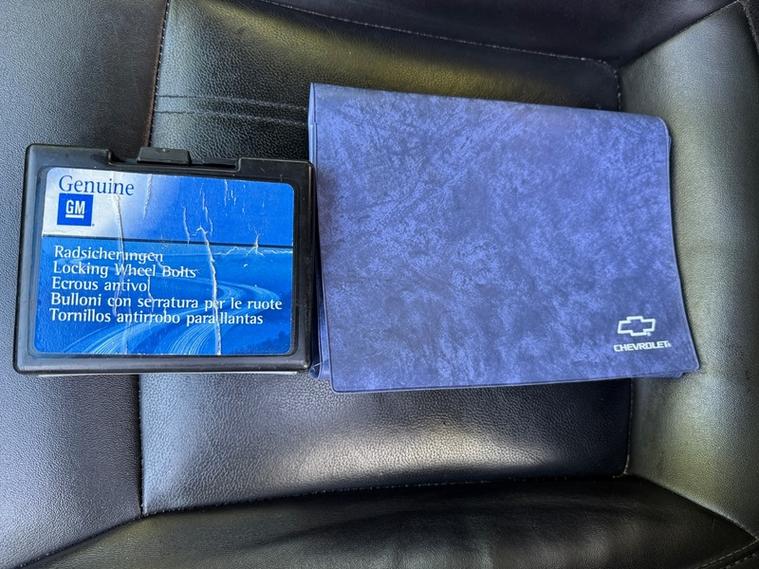 Genuine
GM
Radsicherungen
Locking Wheel Bolts
Ecrous antivol
Bulloni con serratura per le ruote
Tornillos antirrobo para llantas
CHEVROLET